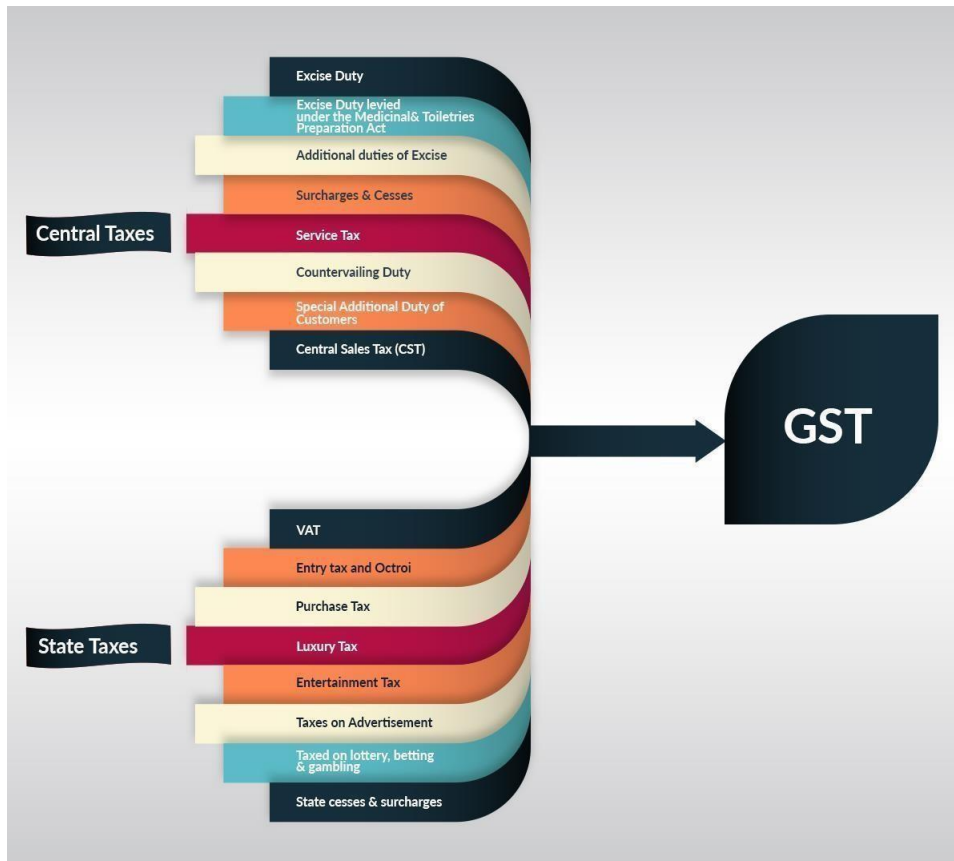 Excise Duty
Excise Duty levied
under the Medicinal& Toiletries
Preparation Act
Additional duties of Excise
Surcharges & Cesses
Central Taxes
Service Tax
Countervailing Duty
Special Additional Duty of
Customers
Central Sales Tax (CST)
GST
VAT
Entry tax and Octroi
Purchase Tax
State Taxes
Luxury Tax
Entertainment Tax
Taxes on Advertisement
Taxed on lottery, betting
& gambling
State cesses & surcharges